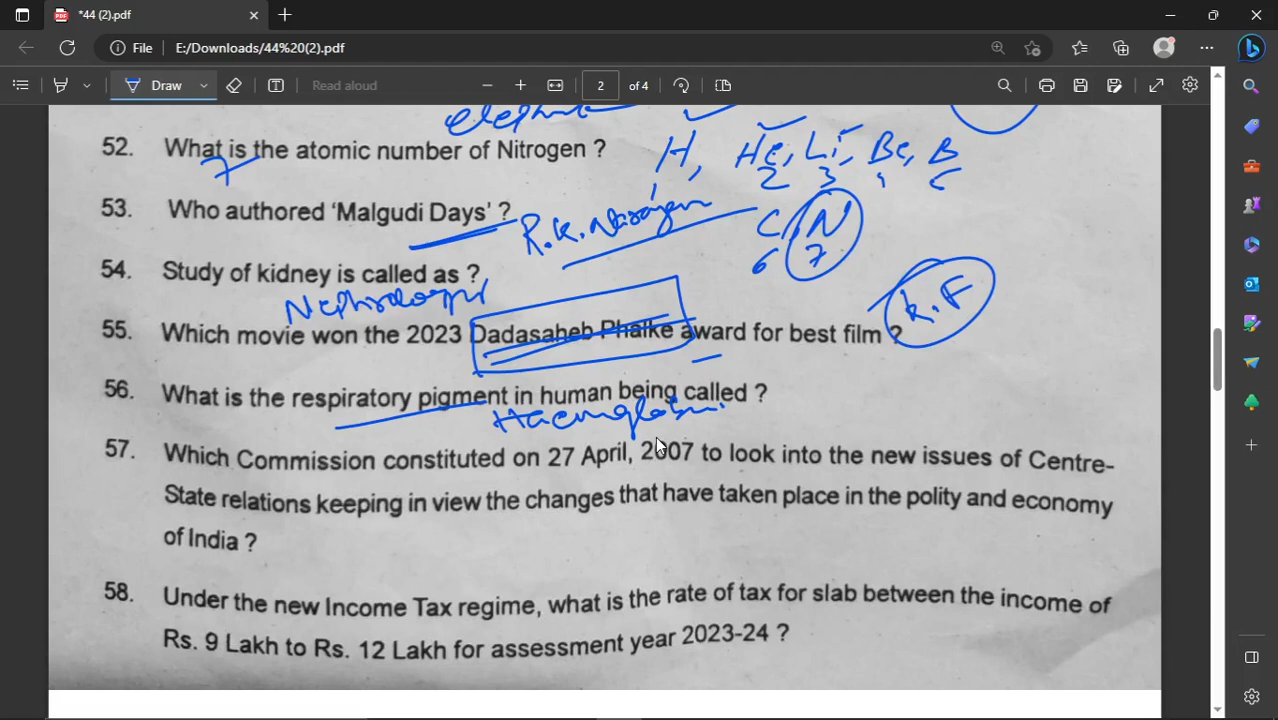 *44 (2).pdf
File E:/Downloads/44%20(2).pdf
Draw Read aloud 2 of 4
52. What is the atomic number of Nitrogen ?
7
H, He, Li, Be, B
2 3
53. Who authored ‘Malgudi Days’ ?
R.K. Narayan
C, N
6 7
54. Study of kidney is called as ?
Nephrology
K.F
55. Which movie won the 2023 Dadasaheb Phalke award for best film ?
56. What is the respiratory pigment in human being called ?
57. Which Commission constituted on 27 April, 2007 to look into the new issues of Centre-
State relations keeping in view the changes that have taken place in the polity and economy
of India ?
58. Under the new Income Tax regime, what is the rate of tax for slab between the income of
Rs. 9 Lakh to Rs. 12 Lakh for assessment year 2023-24 ?